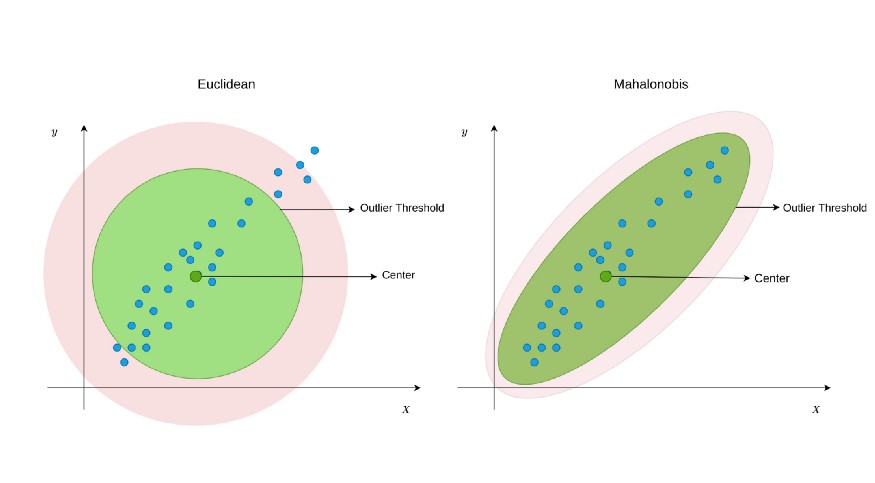 Euclidean
y
Outlier Threshold
Center
x
Mahalonobis
y
Outlier Threshold
Center
x